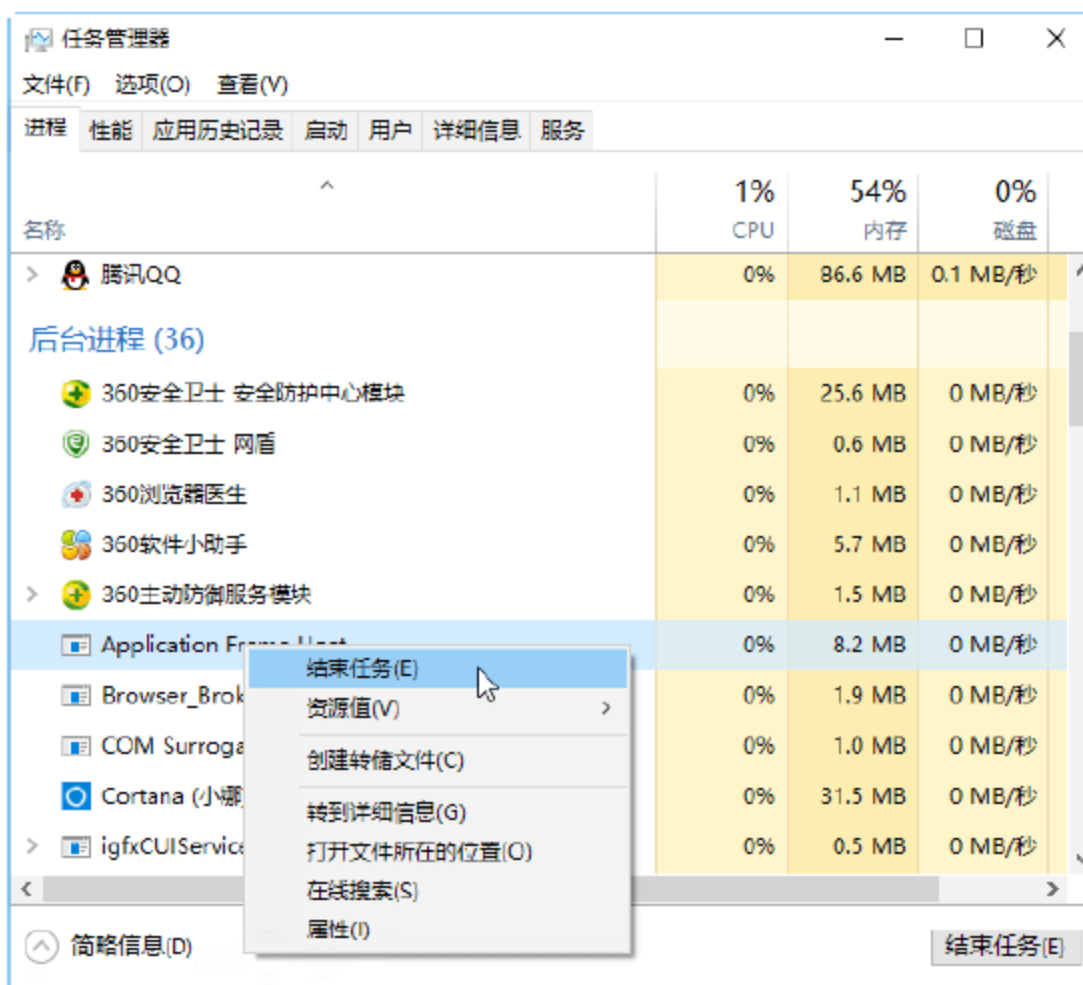 任务管理器
文件(F) 选项(O) 查看(V)
进程 性能 应用历史记录 启动 用户 详细信息 服务
1% 54% 0%
名称 CPU 内存 磁盘
腾讯QQ 0% 86.6 MB 0.1 MB/秒
后台进程 (36)
360安全卫士 安全防护中心模块 0% 25.6 MB 0 MB/秒
360安全卫士 网盾 0% 0.6 MB 0 MB/秒
360浏览器医生 0% 1.1 MB 0 MB/秒
360软件小助手 0% 5.7 MB 0 MB/秒
360主动防御服务模块 0% 1.5 MB 0 MB/秒
Application Frame Host 0% 8.2 MB 0 MB/秒
结束任务(E)
Browser_Brok 0% 1.9 MB 0 MB/秒
资源值(V)
COM Surroga 0% 1.0 MB 0 MB/秒
创建转储文件(C)
Cortana (小娜) 0% 31.5 MB 0 MB/秒
转到详细信息(G)
igfxCUIService 0% 0.5 MB 0 MB/秒
打开文件所在的位置(O)
在线搜索(S)
属性(I)
简略信息(D) 结束任务(E)